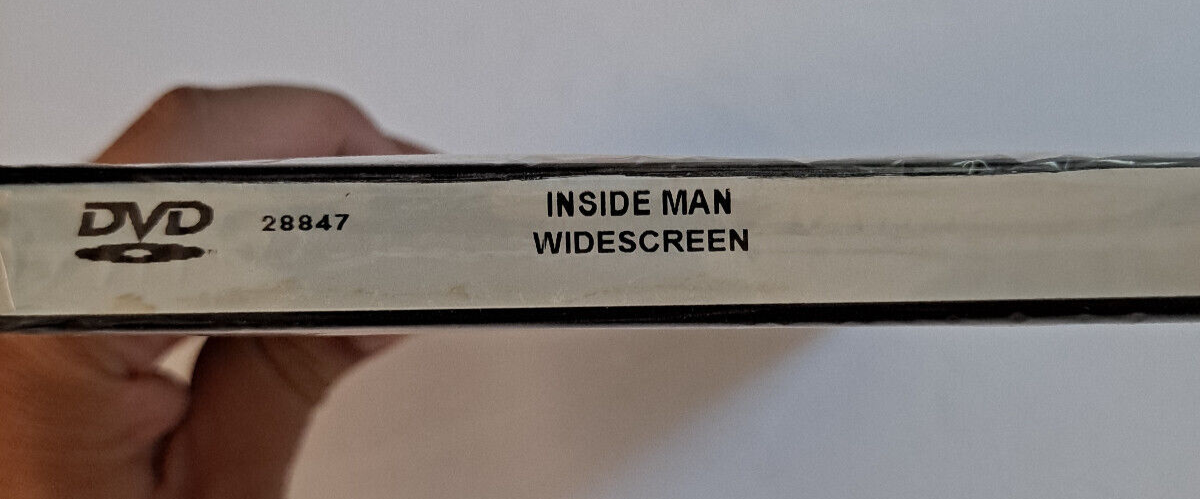 DVD 28847
INSIDE MAN
WIDESCREEN